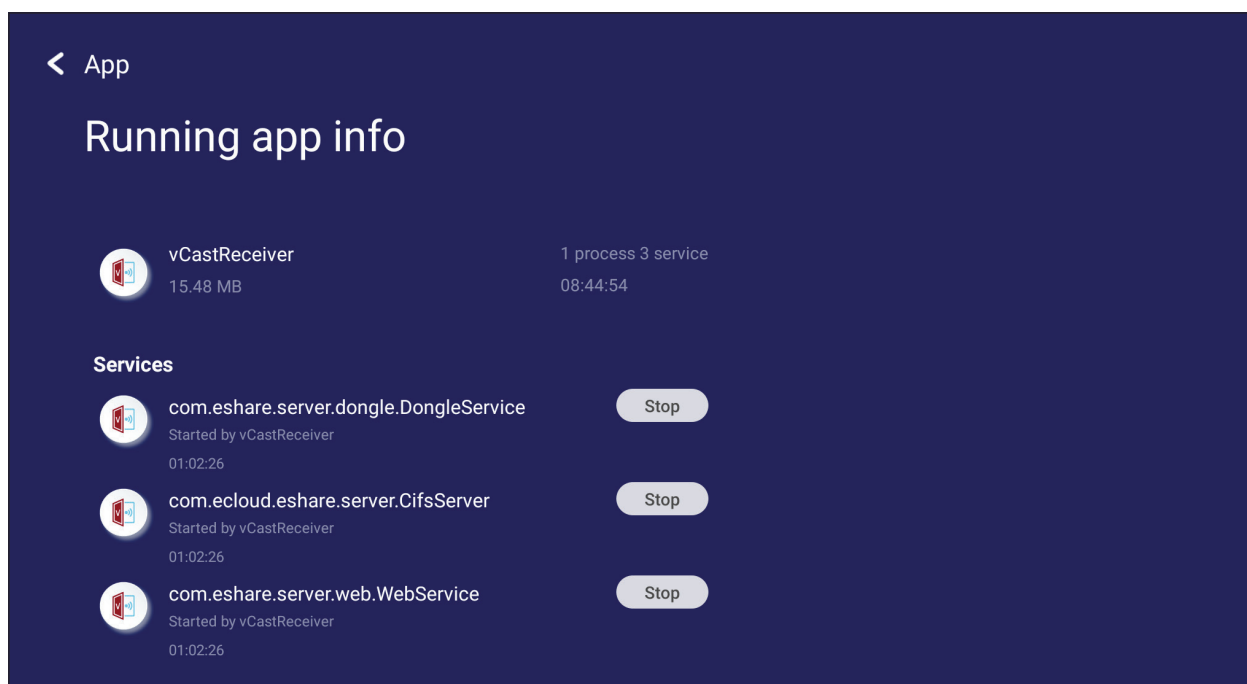 App
Running app info
vCastReceiver
1 process 3 service
15.48 MB
08:44:54
Services
com.eshare.server.dongle.DongleService
Stop
Started by vCastReceiver
01:02:26
com.ecloud.eshare.server.CifsServer
Stop
Started by vCastReceiver
01:02:26
com.eshare.server.web.WebService
Stop
Started by vCastReceiver
01:02:26